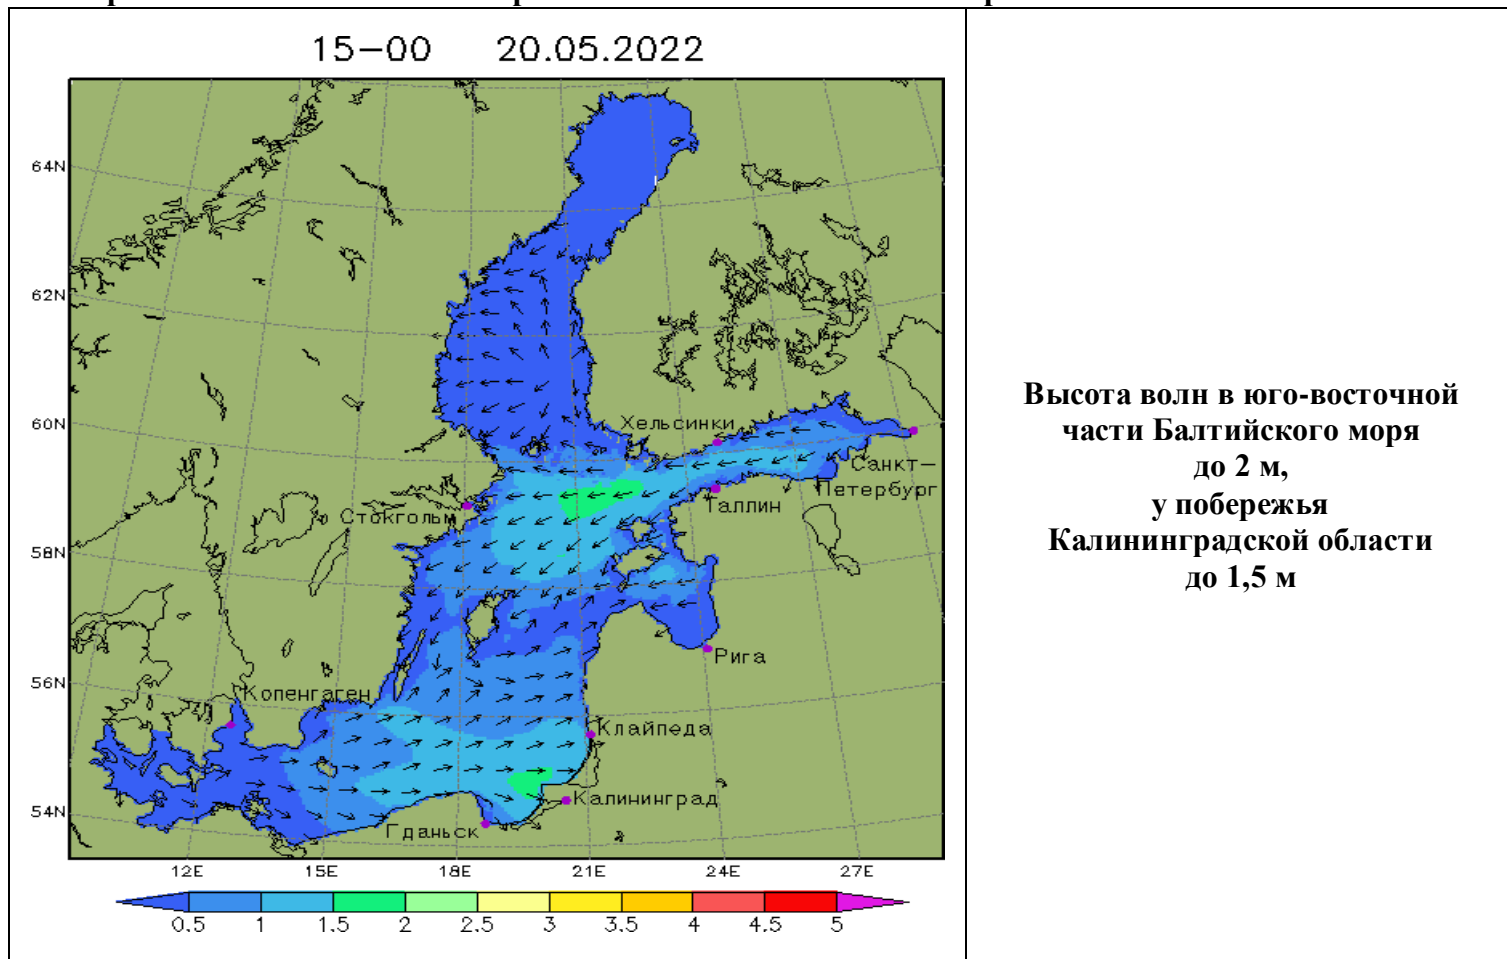 15-00 20.05.2022
64N
62N
60N
58N
56N
54N
Хельсинки
Санкт-
Петербург
Таллин
Стокгольм
Рига
Копенгаген
Клайпеда
Калининград
Гданьск
12E 15E 18E 21E 24E 27E
0.5 1 1.5 2 2.5 3 3.5 4 4.5 5
Высота волн в юго-восточной
части Балтийского моря
до 2 м,
у побережья
Калининградской области
до 1,5 м